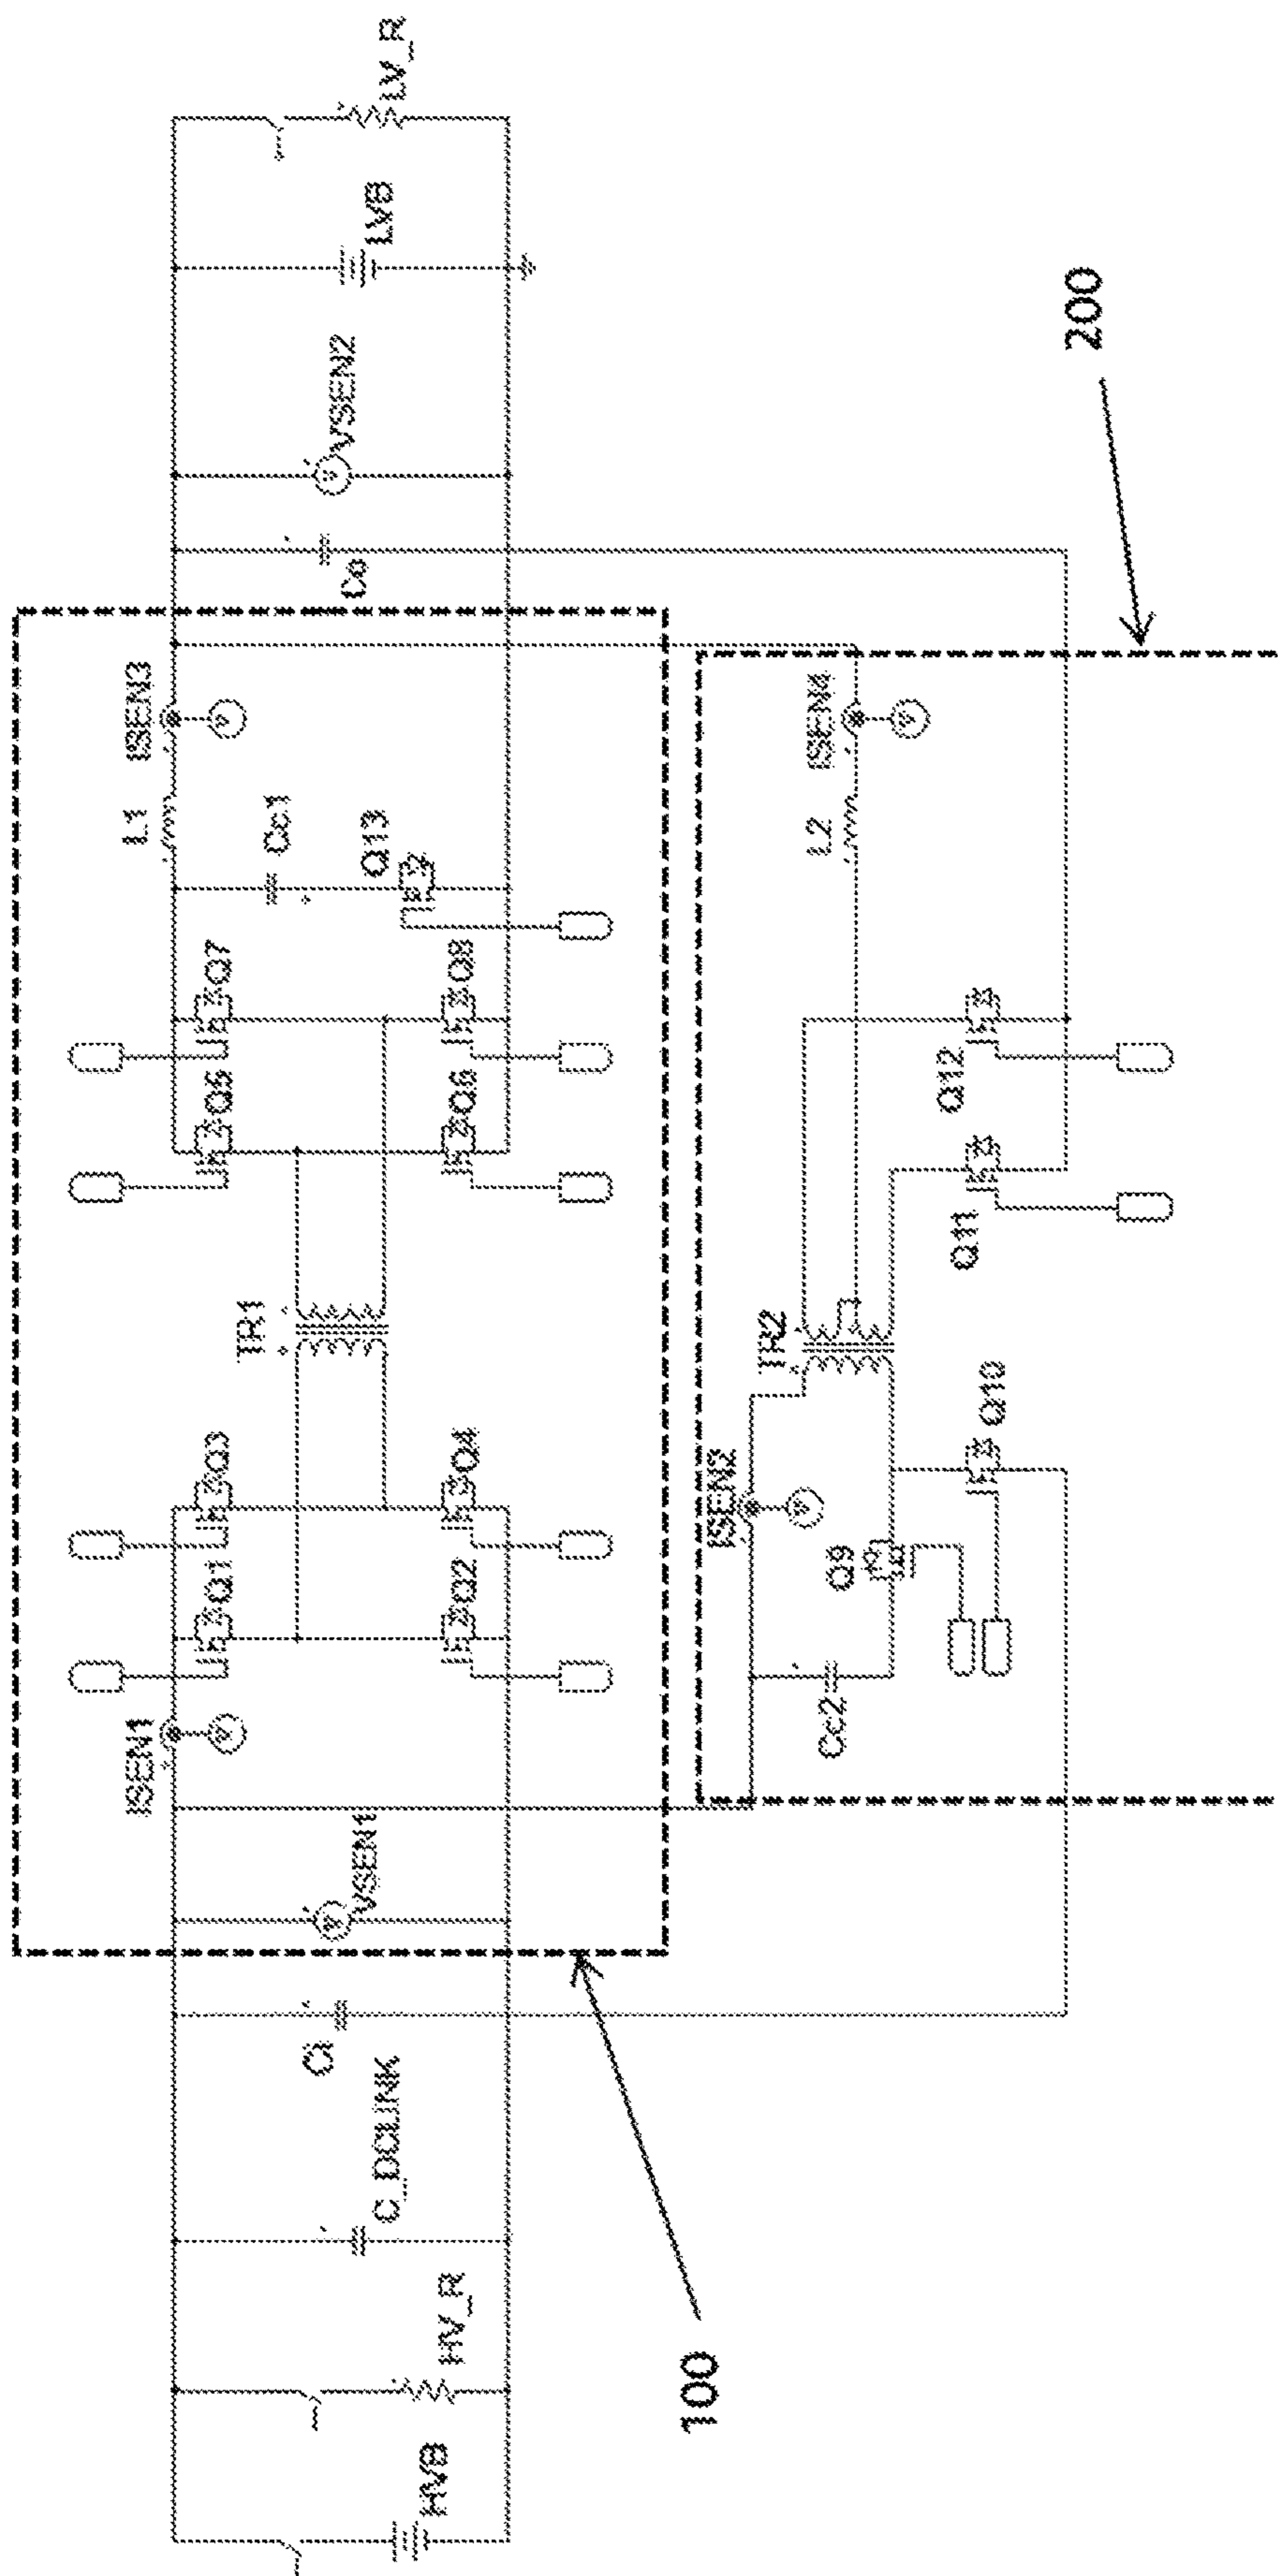 HVB
HV_R
C_DCLINK
Ci
VSEN1
ISEN1
Q1
Q3
Q2
Q4
TR1
Q5
Q7
Q6
Q8
Cc1
Q13
L1
ISEN3
Co
VSEN2
LVB
LV_R
100
Cc2
Q9
ISEN2
Q10
TR2
Q11
Q12
L2
ISEN4
200